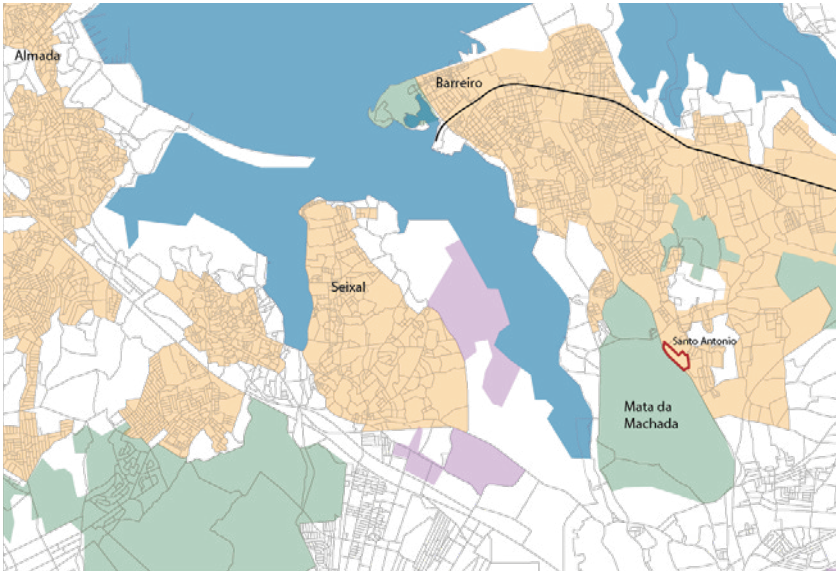 Almada
Barreiro
Seixal
Santo Antonio
Mata da
Machada